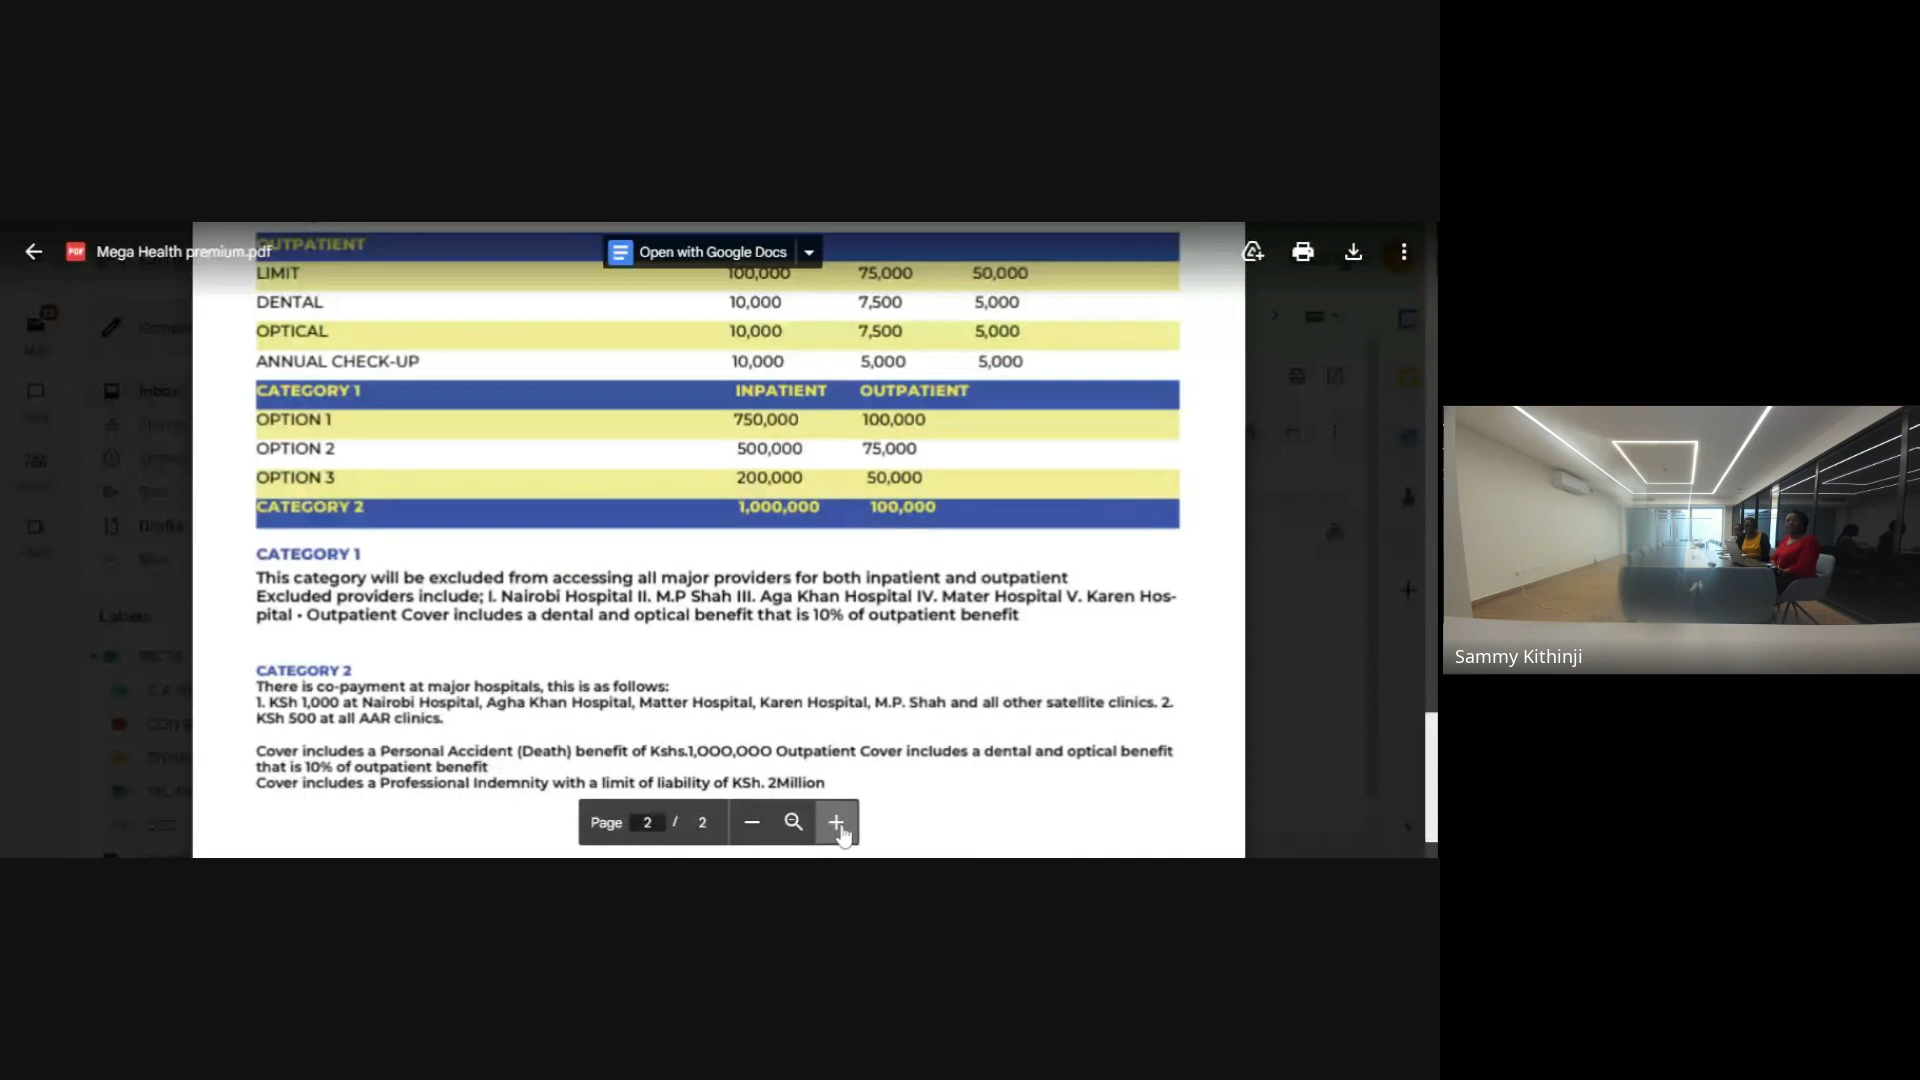 Mega Health premium.pdf
Open with Google Docs
OUTPATIENT
LIMIT 100,000 75,000 50,000
DENTAL 10,000 7,500 5,000
OPTICAL 10,000 7,500 5,000
ANNUAL CHECK-UP 10,000 5,000 5,000
CATEGORY 1 INPATIENT OUTPATIENT
OPTION 1 750,000 100,000
OPTION 2 500,000 75,000
OPTION 3 200,000 50,000
CATEGORY 2 1,000,000 100,000
CATEGORY 1
This category will be excluded from accessing all major providers for both inpatient and outpatient
Excluded providers include; I. Nairobi Hospital II. M.P Shah III. Aga Khan Hospital IV. Mater Hospital V. Karen Hos-
pital • Outpatient Cover includes a dental and optical benefit that is 10% of outpatient benefit
CATEGORY 2
There is co-payment at major hospitals, this is as follows:
1. KSh 1,000 at Nairobi Hospital, Agha Khan Hospital, Matter Hospital, Karen Hospital, M.P. Shah and all other satellite clinics. 2.
KSh 500 at all AAR clinics.
Cover includes a Personal Accident (Death) benefit of Kshs.1,OOO,OOO Outpatient Cover includes a dental and optical benefit
that is 10% of outpatient benefit
Cover includes a Professional Indemnity with a limit of liability of KSh. 2Million
Page 2 / 2
Inbox
Drafts
Labels
Sammy Kithinji